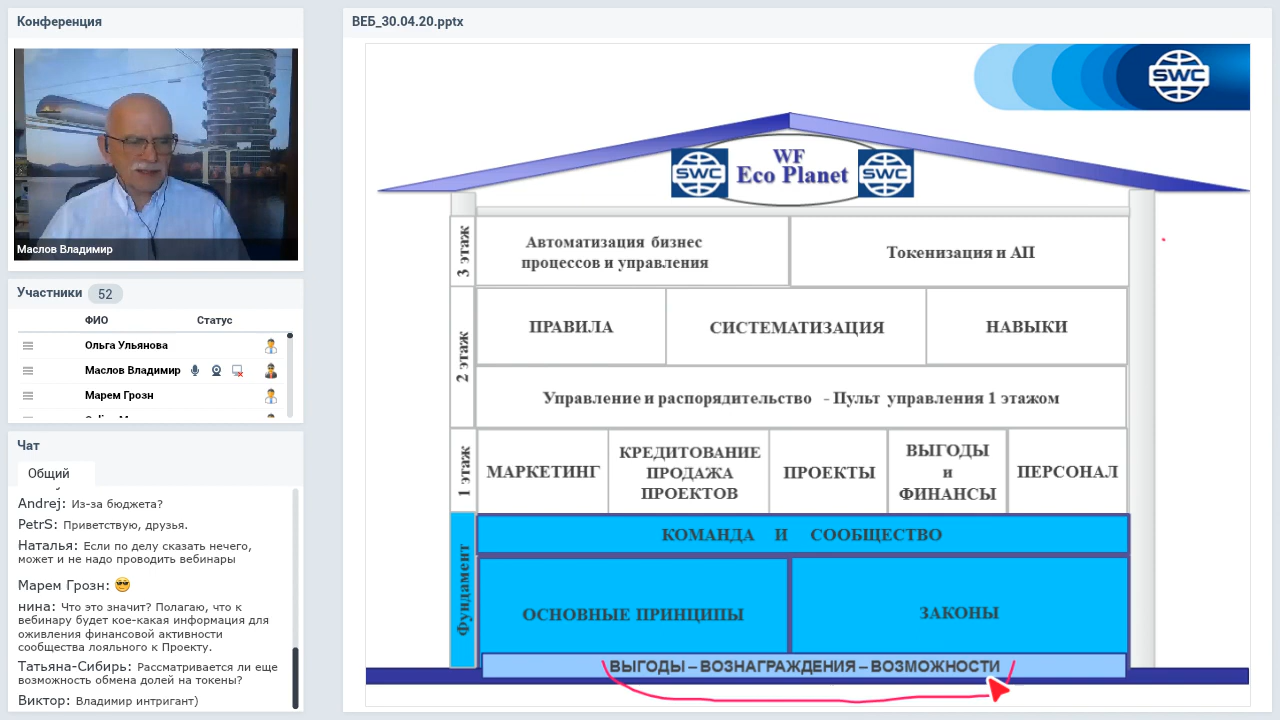 Конференция
Маслов Владимир
Участники 52
ФИО Статус
Ольга Ульянова
Маслов Владимир
Марем Грозн
Чат
Общий
Andrej: Из-за бюджета?
PetrS: Приветствую, друзья.
Наталья: Если по делу сказать нечего,
может и не надо проводить вебинары
Марем Грозн: 😎
нина: Что это значит? Полагаю, что к
вебинару будет кое-какая информация для
оживления финансовой активности
сообщества лояльного к Проекту.
Татьяна-Сибирь: Рассматривается ли еще
возможность обмена долей на токены?
Виктор: Владимир интригант)
ВЕБ_30.04.20.pptx
SWC
WF
SWC Eco Planet SWC
3 этаж
Автоматизация бизнес
процессов и управления
Токенизация и АП
2 этаж
ПРАВИЛА
СИСТЕМАТИЗАЦИЯ
НАВЫКИ
Управление и распорядительство - Пульт управления 1 этажом
1 этаж
МАРКЕТИНГ
КРЕДИТОВАНИЕ
ПРОДАЖА
ПРОЕКТОВ
ПРОЕКТЫ
ВЫГОДЫ
и
ФИНАНСЫ
ПЕРСОНАЛ
Фундамент
КОМАНДА И СООБЩЕСТВО
ОСНОВНЫЕ ПРИНЦИПЫ
ЗАКОНЫ
ВЫГОДЫ – ВОЗНАГРАЖДЕНИЯ – ВОЗМОЖНОСТИ